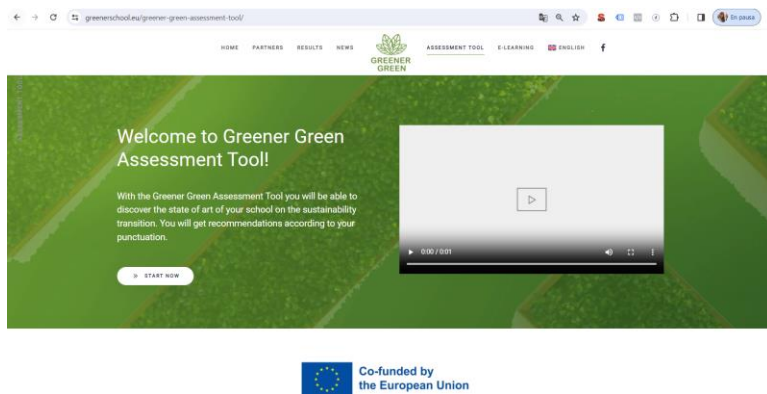 greenerschool.eu/greener-green-assessment-tool/
En pausa
HOME PARTNERS RESULTS NEWS
GREENER
GREEN
ASSESSMENT TOOL E-LEARNING ENGLISH f
Welcome to Greener Green
Assessment Tool!
With the Greener Green Assessment Tool you will be able to
discover the state of art of your school on the sustainability
transition. You will get recommendations according to your
punctuation.
0:00 / 0:01
» START NOW
Co-funded by
the European Union